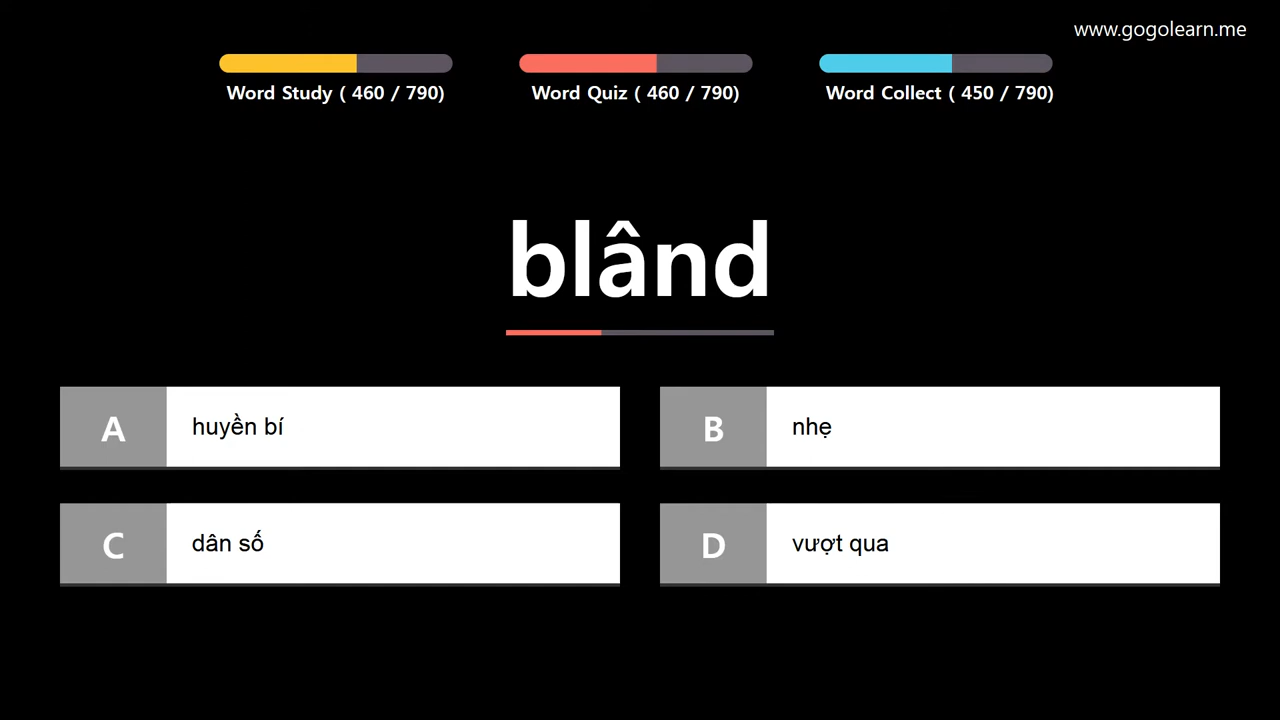 www.gogolearn.me
Word Study ( 460 / 790)
Word Quiz ( 460 / 790)
Word Collect ( 450 / 790)
blând
A huyền bí
B nhẹ
C dân số
D vượt qua